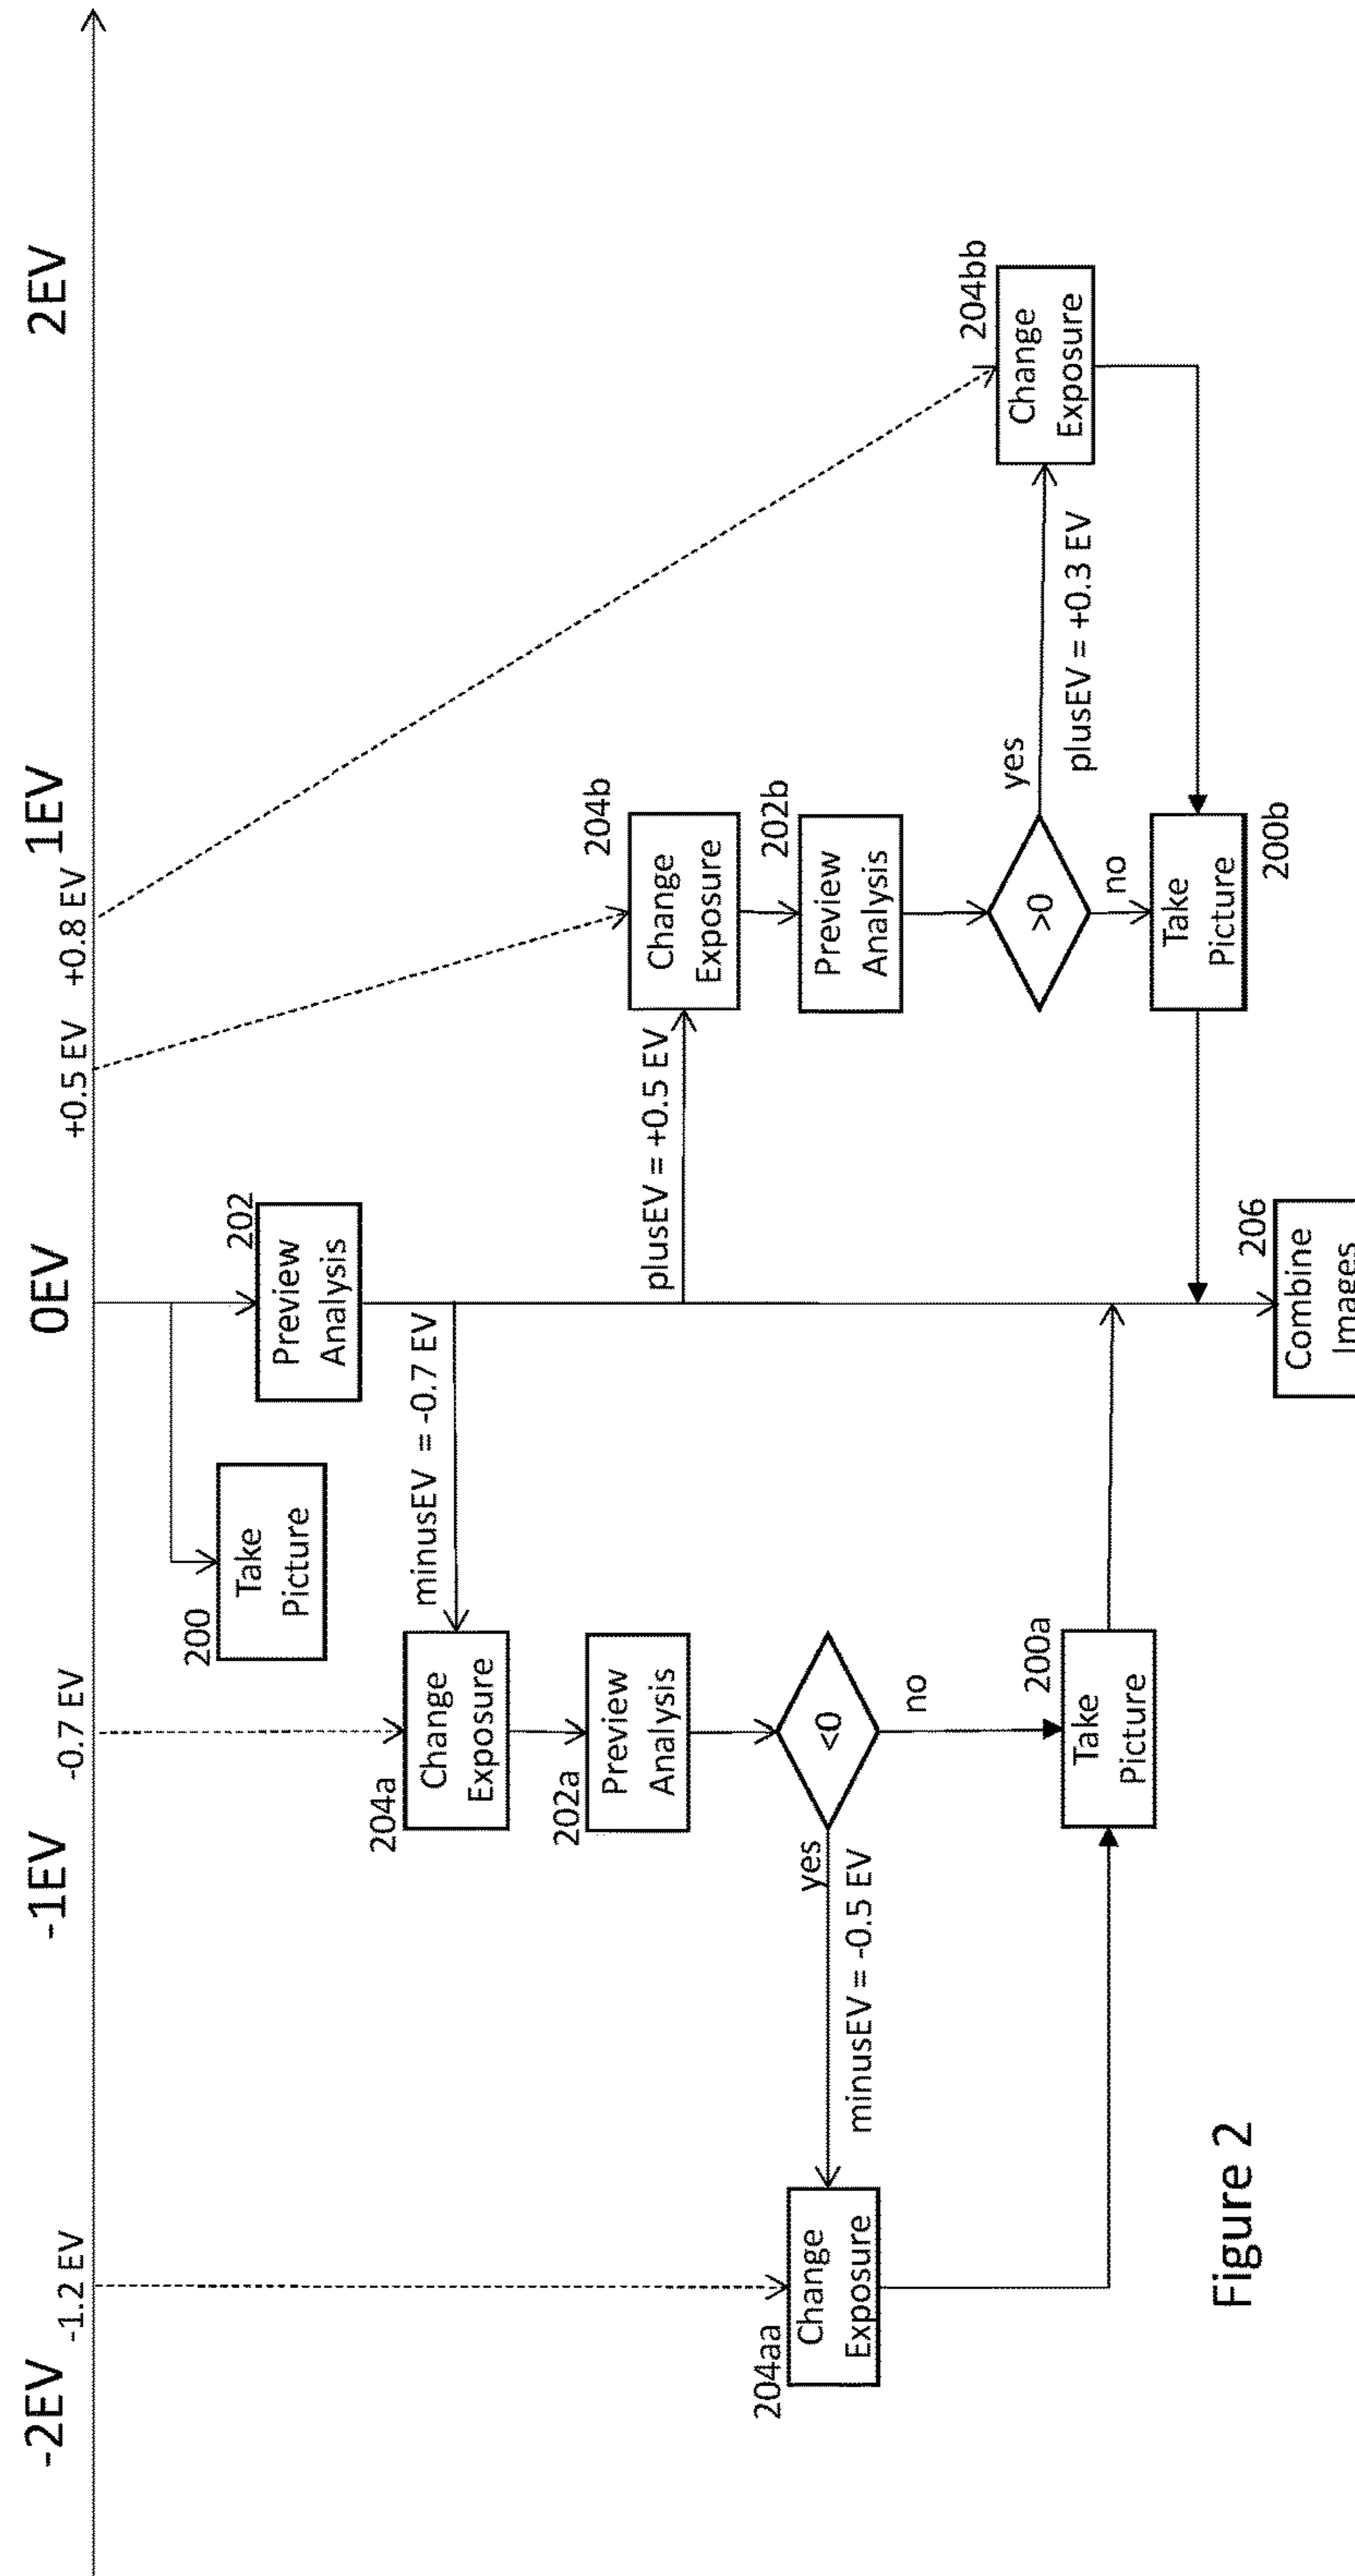 -2EV
-1EV
0EV
1EV
2EV
-1.2 EV
-0.7 EV
+0.5 EV
+0.8 EV
200
Take
Picture
202
Preview
Analysis
minusEV = -0.7 EV
204a
Change
Exposure
202a
Preview
Analysis
<0
yes
no
minusEV = -0.5 EV
204aa
Change
Exposure
200a
Take
Picture
plusEV = +0.5 EV
204b
Change
Exposure
202b
Preview
Analysis
>0
yes
no
plusEV = +0.3 EV
204bb
Change
Exposure
Take
Picture
200b
206
Combine
Images
Figure 2